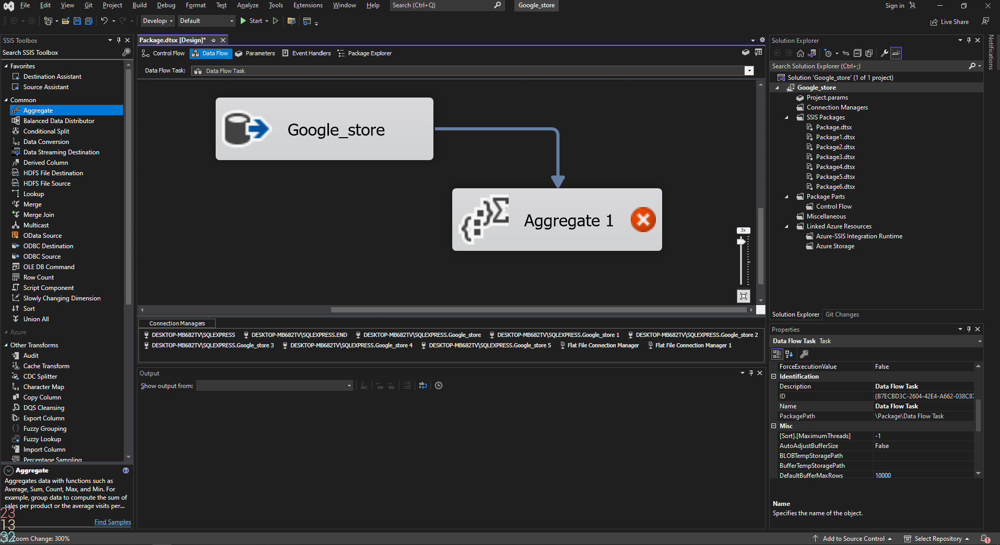 File Edit View Git Project Build Debug Format Test Analyze Tools Extensions Window Help Search (Ctrl+Q) Google_store Sign in
Develop Default Start Live Share
SSIS Toolbox
Search SSIS Toolbox
Favorites
Destination Assistant
Source Assistant
Common
Aggregate
Balanced Data Distributor
Conditional Split
Data Conversion
Data Streaming Destination
Derived Column
HDFS File Destination
HDFS File Source
Lookup
Merge
Merge Join
Multicast
OData Source
ODBC Destination
ODBC Source
OLE DB Command
Row Count
Script Component
Slowly Changing Dimension
Sort
Union All
Azure
Other Transforms
Audit
Cache Transform
CDC Splitter
Character Map
Copy Column
DQS Cleansing
Export Column
Fuzzy Grouping
Fuzzy Lookup
Import Column
Percentage Sampling
Aggregate
Aggregates data with functions such as
Average, Sum, Count, Max, and Min. For
example, group data to compute the sum of
sales per product or the average visits per...
Find Samples
23
13
32
Zoom Change: 300%
Package.dtsx [Design]*
Control Flow Data Flow Parameters Event Handlers Package Explorer
Data Flow Task: Data Flow Task
Google_store
Aggregate 1
3x
Connection Managers
DESKTOP-MB682TV\SQLEXPRESS DESKTOP-MB682TV\SQLEXPRESS.END DESKTOP-MB682TV\SQLEXPRESS.Google_store DESKTOP-MB682TV\SQLEXPRESS.Google_store 1 DESKTOP-MB682TV\SQLEXPRESS.Google_store 2
DESKTOP-MB682TV\SQLEXPRESS.Google_store 3 DESKTOP-MB682TV\SQLEXPRESS.Google_store 4 DESKTOP-MB682TV\SQLEXPRESS.Google_store 5 Flat File Connection Manager Flat File Connection Manager 1
Output
Show output from:
Solution Explorer
Search Solution Explorer (Ctrl+;)
Solution 'Google_store' (1 of 1 project)
Google_store
Project.params
Connection Managers
SSIS Packages
Package.dtsx
Package1.dtsx
Package2.dtsx
Package3.dtsx
Package4.dtsx
Package5.dtsx
Package6.dtsx
Package Parts
Control Flow
Miscellaneous
Linked Azure Resources
Azure-SSIS Integration Runtime
Azure Storage
Solution Explorer Git Changes
Properties
Data Flow Task Task
ForceExecutionValue False
Identification
Description Data Flow Task
ID {B7ECBD3C-2604-42E4-A662-038C87
Name Data Flow Task
PackagePath \Package\Data Flow Task
Misc
[Sort].[MaximumThreads] -1
AutoAdjustBufferSize False
BLOBTempStoragePath
BufferTempStoragePath
DefaultBufferMaxRows 10000
Name
Specifies the name of the object.
Add to Source Control Select Repository 1
Notifications